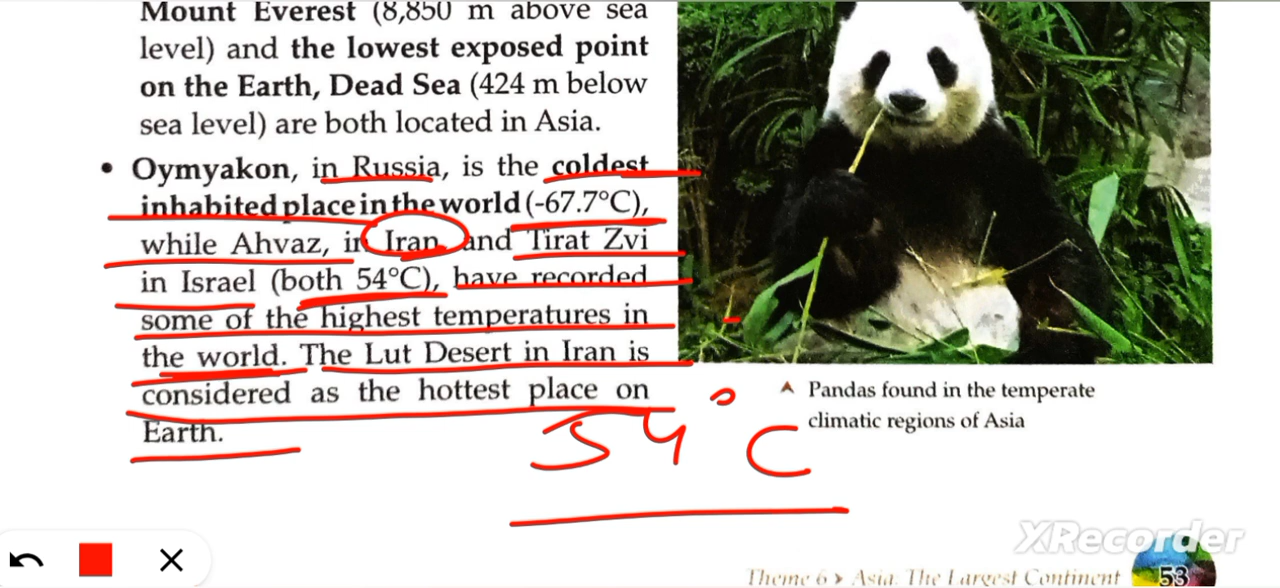 Mount Everest (8,850 m above sea
level) and the lowest exposed point
on the Earth, Dead Sea (424 m below
sea level) are both located in Asia.
• Oymyakon, in Russia, is the coldest
inhabited place in the world (-67.7°C),
while Ahvaz, in Iran and Tirat Zvi
in Israel (both 54°C), have recorded
some of the highest temperatures in
the world. The Lut Desert in Iran is
considered as the hottest place on
Earth.
54°C
Pandas found in the temperate
climatic regions of Asia
XRecorder
Theme 6 › Asia: The Largest Continent
53